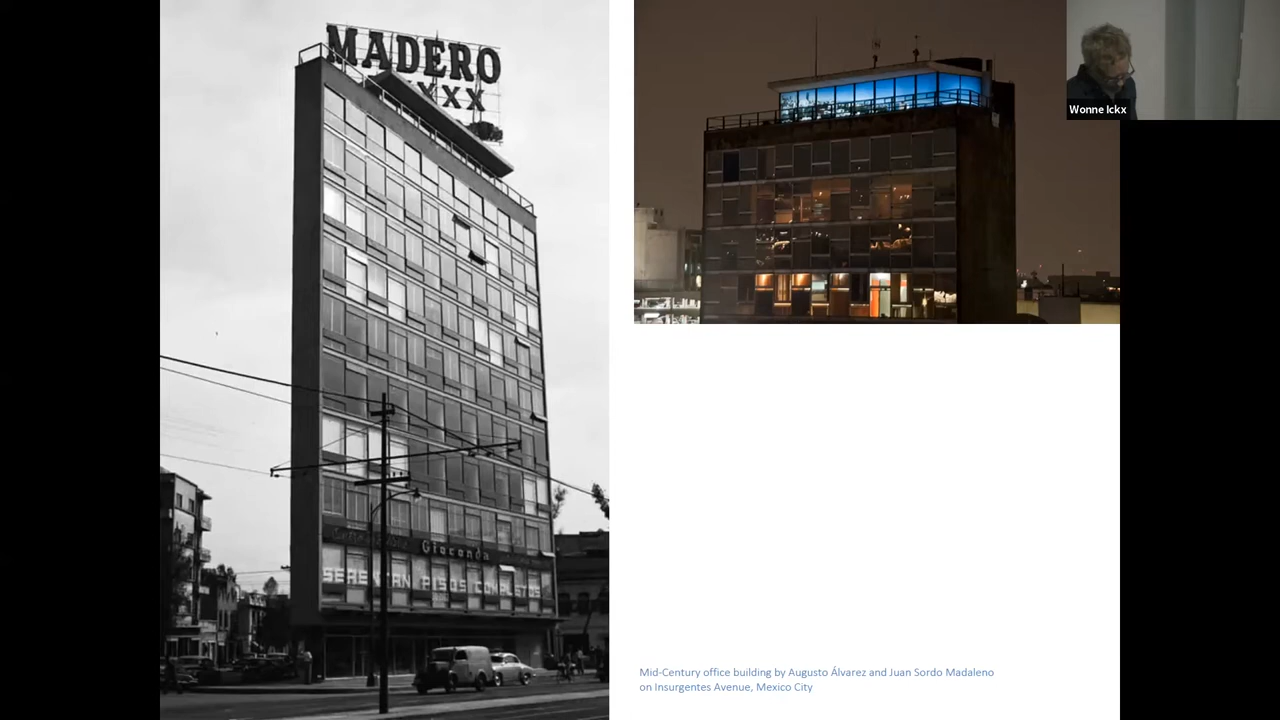 MADERO
XXX
Gioconda
SE RENTAN PISOS COMPLETOS
Wonne Ickx
Mid-Century office building by Augusto Álvarez and Juan Sordo Madaleno
on Insurgentes Avenue, Mexico City